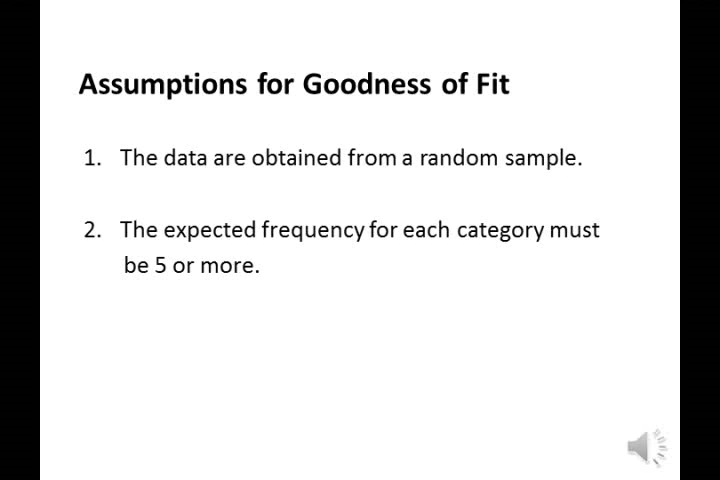 Assumptions for Goodness of Fit
1. The data are obtained from a random sample.
2. The expected frequency for each category must
be 5 or more.